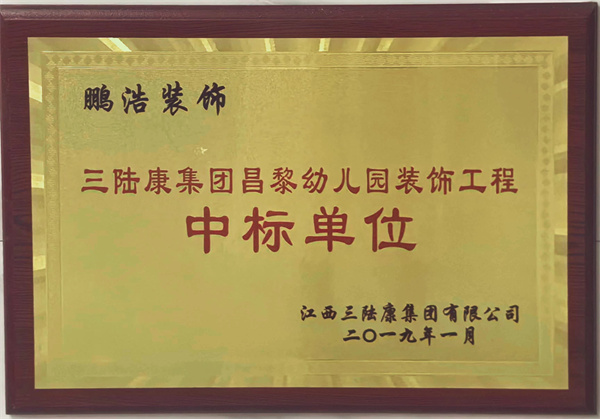 鹏浩装饰
三陆康集团昌黎幼儿园装饰工程
中标单位
江西三陆康集团有限公司
二〇一九年一月